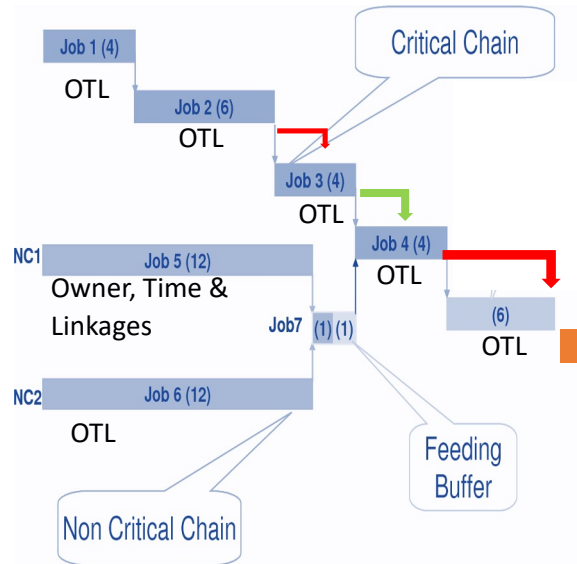 Critical Chain
Job 1 (4)
OTL
Job 2 (6)
OTL
Job 3 (4)
OTL
Job 4 (4)
OTL
NC1
Job 5 (12)
Owner, Time &
Linkages
Job7
(1) (1)
(6)
OTL
NC2
Job 6 (12)
OTL
Feeding
Buffer
Non Critical Chain